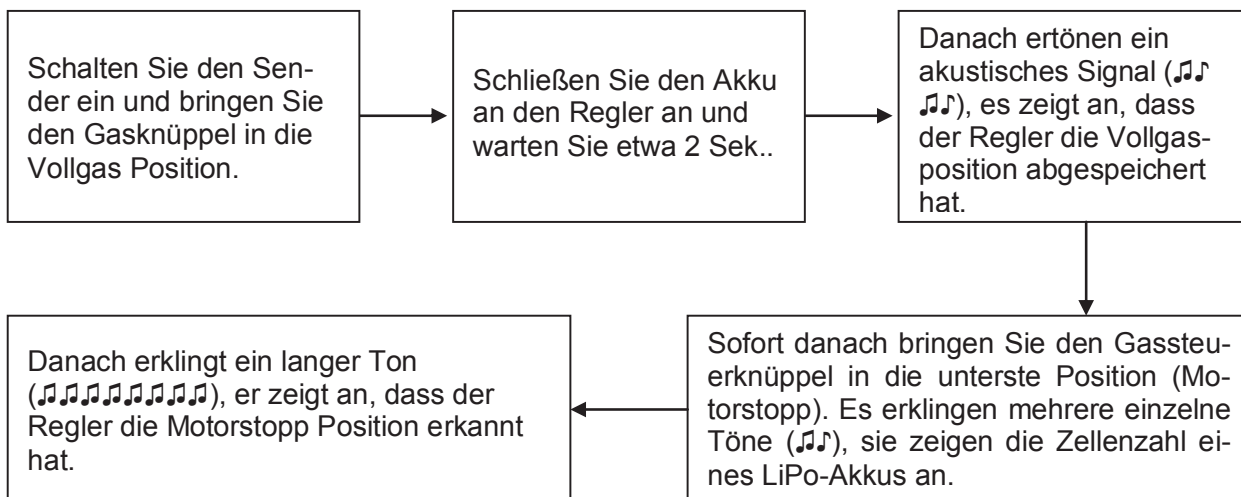 Schalten Sie den Sen-
der ein und bringen Sie
den Gasknüppel in die
Vollgas Position.
Schließen Sie den Akku
an den Regler an und
warten Sie etwa 2 Sek..
Danach ertönen ein
akustisches Signal (♫♪
♫♪), es zeigt an, dass
der Regler die Vollgas-
position abgespeichert
hat.
Sofort danach bringen Sie den Gassteu-
erknüppel in die unterste Position (Mo-
torstopp). Es erklingen mehrere einzelne
Töne (♫♪), sie zeigen die Zellenzahl ei-
nes LiPo-Akkus an.
Danach erklingt ein langer Ton
(♫♫♫♫♫♫♫♫), er zeigt an, dass der
Regler die Motorstopp Position erkannt
hat.